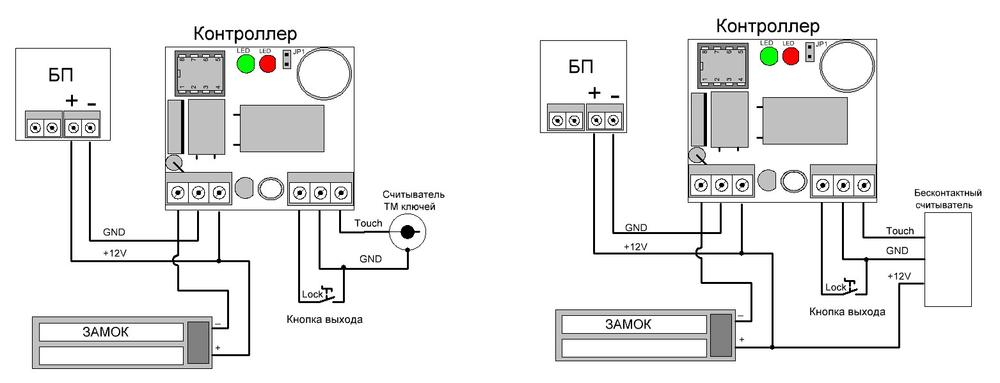 Контроллер
LED LED JP1
8 7 6 5
1 2 3 4
БП
+ -
GND
+12V
Считыватель
TM ключей
Touch
GND
Lock
Кнопка выхода
ЗАМОК
–
+
Контроллер
LED LED JP1
8 7 6 5
1 2 3 4
БП
+ -
GND
+12V
Бесконтактный
считыватель
Touch
GND
+12V
Lock
Кнопка выхода
ЗАМОК
–
+